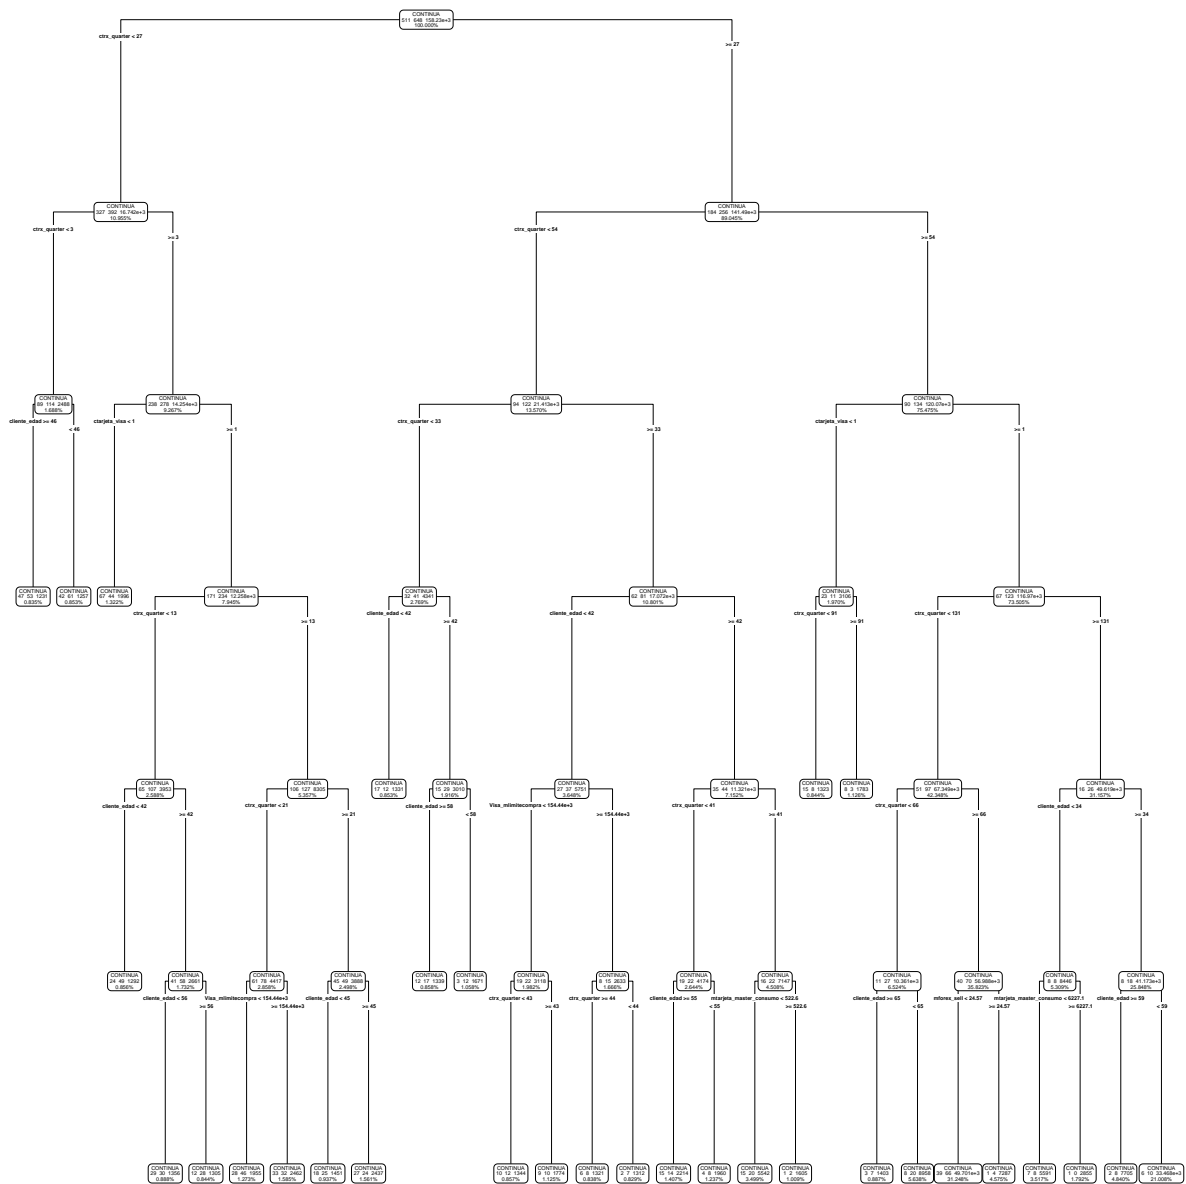 CONTINUA
511 648 158.23e+3
100.000%
ctrx_quarter < 27
>= 27
CONTINUA
327 392 16.742e+3
10.955%
CONTINUA
184 256 141.49e+3
89.045%
ctrx_quarter < 3
>= 3
ctrx_quarter < 54
>= 54
CONTINUA
89 114 2488
1.688%
CONTINUA
238 278 14.254e+3
9.267%
CONTINUA
94 122 21.413e+3
13.570%
CONTINUA
90 134 120.07e+3
75.475%
cliente_edad >= 46
< 46
ctarjeta_visa < 1
>= 1
ctrx_quarter < 33
>= 33
ctarjeta_visa < 1
>= 1
CONTINUA
47 53 1231
0.835%
CONTINUA
42 61 1257
0.853%
CONTINUA
67 44 1996
1.322%
CONTINUA
171 234 12.258e+3
7.945%
CONTINUA
32 41 4341
2.769%
CONTINUA
62 81 17.072e+3
10.801%
CONTINUA
23 11 3106
1.970%
CONTINUA
67 123 116.97e+3
73.505%
ctrx_quarter < 13
>= 13
cliente_edad < 42
>= 42
cliente_edad < 42
>= 42
ctrx_quarter < 91
>= 91
ctrx_quarter < 131
>= 131
CONTINUA
65 107 3953
2.588%
CONTINUA
106 127 8305
5.357%
CONTINUA
17 12 1331
0.853%
CONTINUA
15 29 3010
1.916%
CONTINUA
27 37 5751
3.648%
CONTINUA
35 44 11.321e+3
7.152%
CONTINUA
15 8 1323
0.844%
CONTINUA
8 3 1783
1.126%
CONTINUA
51 97 67.349e+3
42.348%
CONTINUA
16 26 49.619e+3
31.157%
cliente_edad < 42
>= 42
ctrx_quarter < 21
>= 21
cliente_edad >= 58
< 58
Visa_mlimitecompra < 154.44e+3
>= 154.44e+3
ctrx_quarter < 41
>= 41
ctrx_quarter < 66
>= 66
cliente_edad < 34
>= 34
CONTINUA
24 49 1292
0.856%
CONTINUA
41 58 2661
1.732%
CONTINUA
61 78 4417
2.858%
CONTINUA
45 49 3888
2.498%
CONTINUA
12 17 1339
0.858%
CONTINUA
3 12 1671
1.058%
CONTINUA
19 22 3118
1.982%
CONTINUA
8 15 2633
1.666%
CONTINUA
19 22 4174
2.644%
CONTINUA
16 22 7147
4.508%
CONTINUA
11 27 10.361e+3
6.524%
CONTINUA
40 70 56.988e+3
35.823%
CONTINUA
8 8 8446
5.309%
CONTINUA
8 18 41.173e+3
25.848%
cliente_edad < 56
>= 56
Visa_mlimitecompra < 154.44e+3
>= 154.44e+3
cliente_edad < 45
>= 45
ctrx_quarter < 43
>= 43
ctrx_quarter >= 44
< 44
cliente_edad >= 55
< 55
mtarjeta_master_consumo < 522.6
>= 522.6
cliente_edad >= 65
< 65
mforex_sell < 24.57
>= 24.57
mtarjeta_master_consumo < 6227.1
>= 6227.1
cliente_edad >= 59
< 59
CONTINUA
29 30 1356
0.888%
CONTINUA
12 28 1305
0.844%
CONTINUA
28 46 1955
1.273%
CONTINUA
33 32 2462
1.585%
CONTINUA
18 25 1451
0.937%
CONTINUA
27 24 2437
1.561%
CONTINUA
10 12 1344
0.857%
CONTINUA
9 10 1774
1.125%
CONTINUA
6 8 1321
0.838%
CONTINUA
2 7 1312
0.829%
CONTINUA
15 14 2214
1.407%
CONTINUA
4 8 1960
1.237%
CONTINUA
15 20 5542
3.499%
CONTINUA
1 2 1605
1.009%
CONTINUA
3 7 1403
0.887%
CONTINUA
8 20 8958
5.638%
CONTINUA
39 66 49.701e+3
31.248%
CONTINUA
1 4 7287
4.575%
CONTINUA
7 8 5591
3.517%
CONTINUA
1 0 2855
1.792%
CONTINUA
2 8 7705
4.840%
CONTINUA
6 10 33.468e+3
21.008%